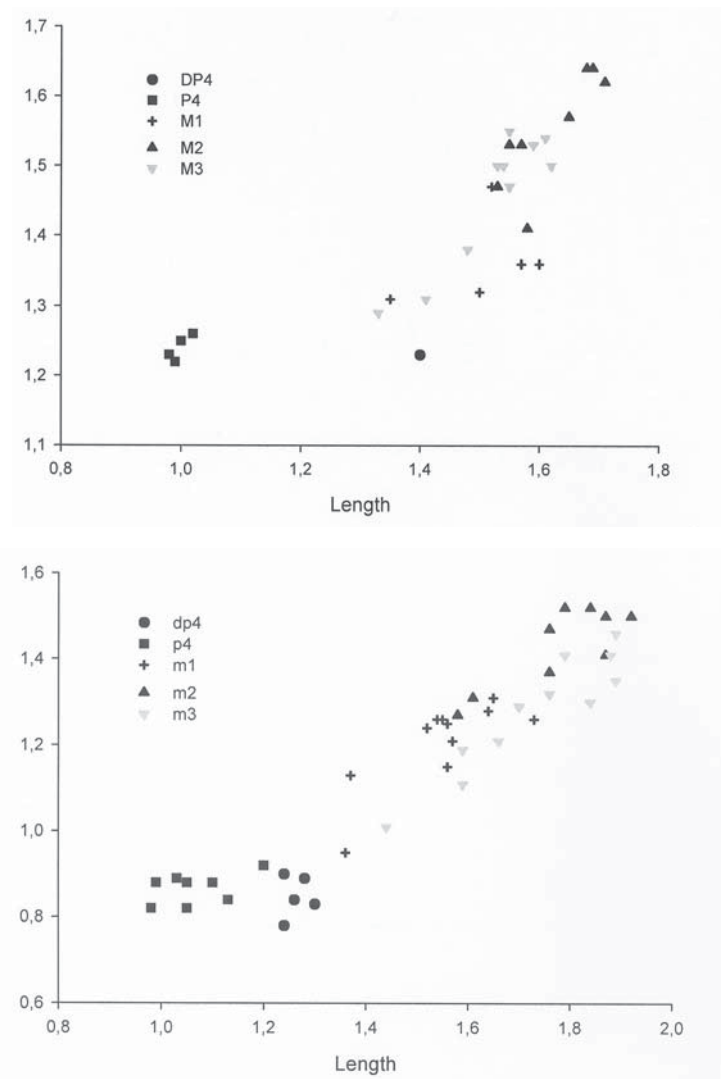 1,7
1,6
1,5
1,4
1,3
1,2
1,1
DP4
P4
M1
M2
M3
0,8 1,0 1,2 1,4 1,6 1,8
Length
1,6
1,4
1,2
1,0
0,8
0,6
dp4
p4
m1
m2
m3
0,8 1,0 1,2 1,4 1,6 1,8 2,0
Length